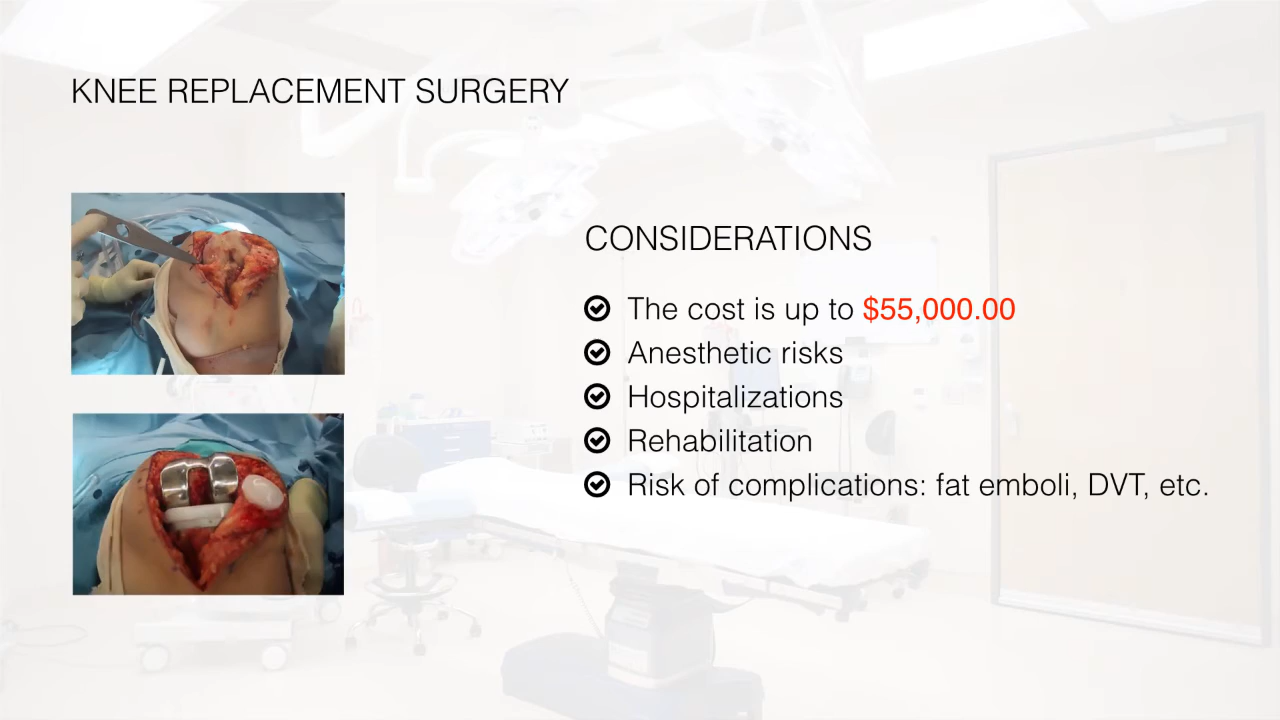 KNEE REPLACEMENT SURGERY
CONSIDERATIONS
The cost is up to $55,000.00
Anesthetic risks
Hospitalizations
Rehabilitation
Risk of complications: fat emboli, DVT, etc.